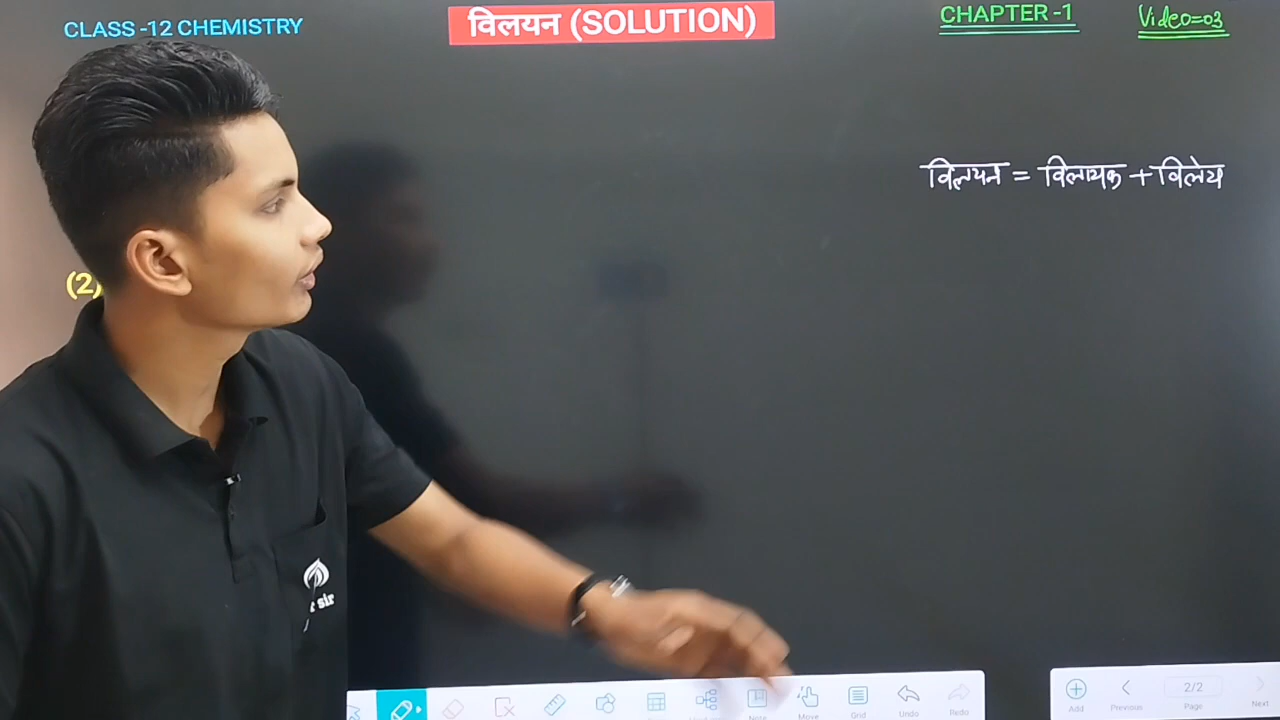 CLASS -12 CHEMISTRY
विलयन (SOLUTION)
CHAPTER -1
Video=03
विलयन = विलायक + विलेय
(2)
sir
Move
Grid
Undo
Redo
Add
Previous
2/2
Page
Next